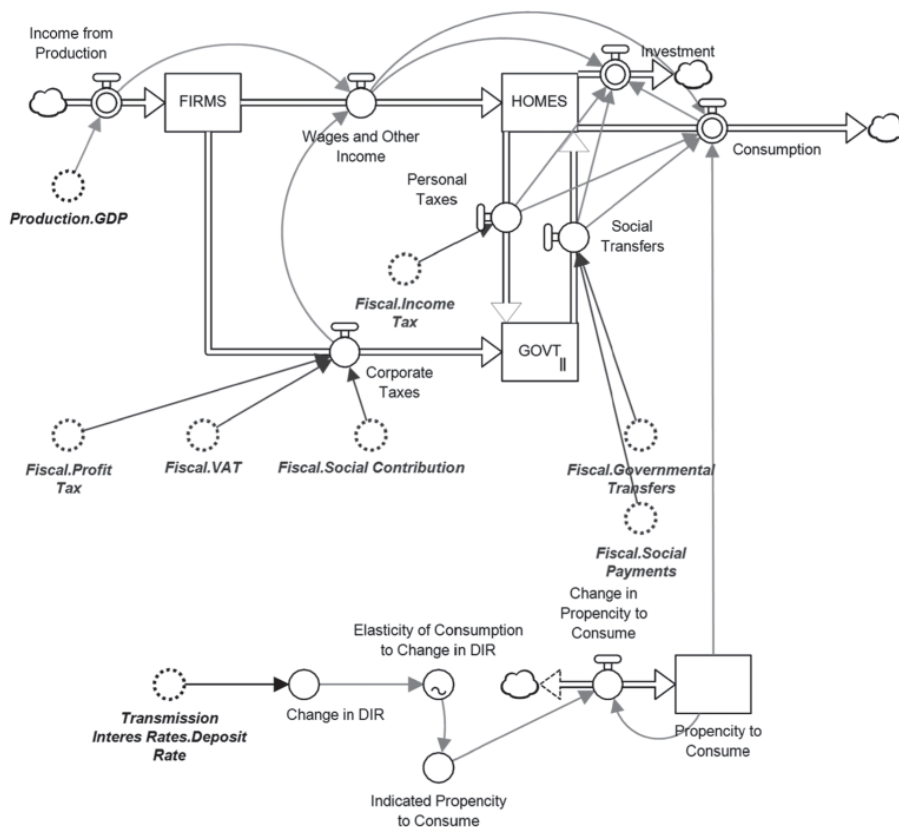 Income from
Production
Investment
FIRMS
HOMES
Wages and Other
Income
Consumption
Personal
Taxes
Production.GDP
Social
Transfers
Fiscal.Income
Tax
GOVT
Corporate
Taxes
Fiscal.Profit
Tax
Fiscal.VAT
Fiscal.Social Contribution
Fiscal.Governmental
Transfers
Fiscal.Social
Payments
Change in
Propencity to
Consume
Elasticity of Consumption
to Change in DIR
Transmission
Interes Rates.Deposit
Rate
Change in DIR
Propencity to
Consume
Indicated Propencity
to Consume